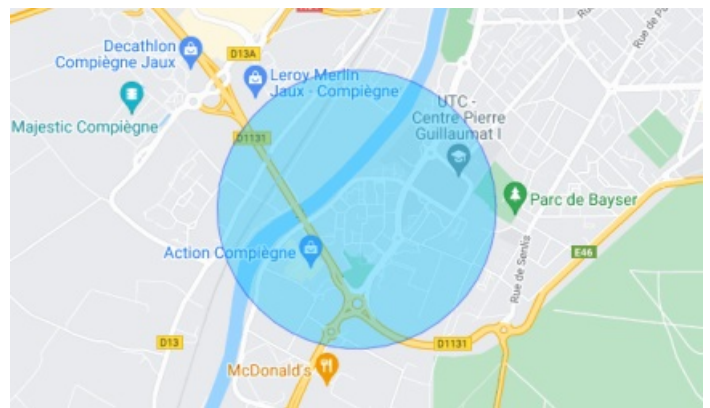 Decathlon
Compiègne Jaux
D13A
Leroy Merlin
Jaux - Compiègne
Majestic Compiègne
UTC -
Centre Pierre
Guillaumat I
D1131
Parc de Bayser
Action Compiègne
E46
Rue de Senlis
D13
D1131
McDonald's